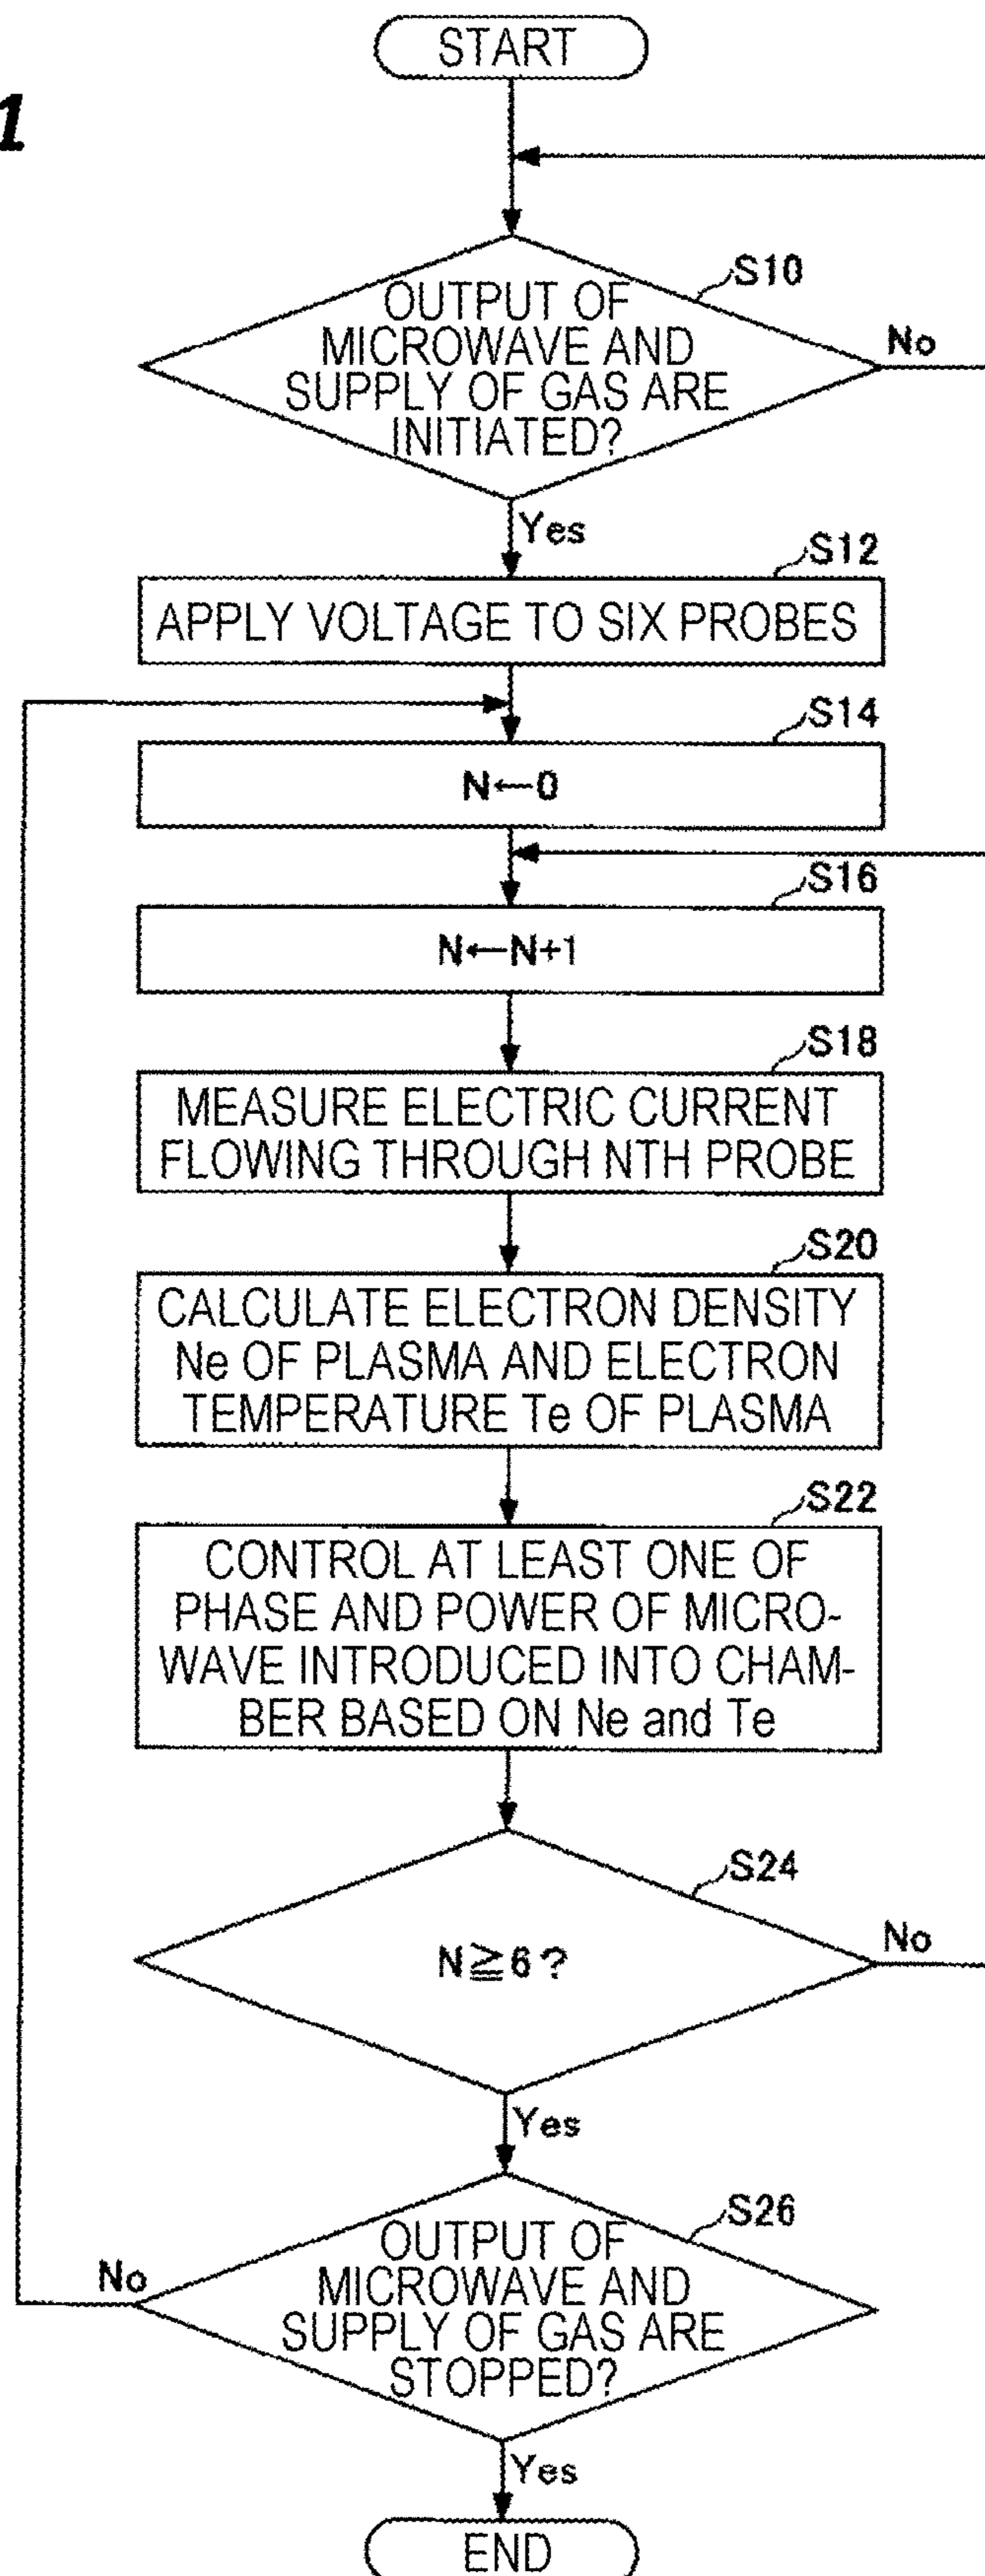 START
1
S10
OUTPUT OF
MICROWAVE AND
SUPPLY OF GAS ARE
INITIATED?
No
Yes
S12
APPLY VOLTAGE TO SIX PROBES
S14
N←0
S16
N←N+1
S18
MEASURE ELECTRIC CURRENT
FLOWING THROUGH NTH PROBE
S20
CALCULATE ELECTRON DENSITY
Ne OF PLASMA AND ELECTRON
TEMPERATURE Te OF PLASMA
S22
CONTROL AT LEAST ONE OF
PHASE AND POWER OF MICRO-
WAVE INTRODUCED INTO CHAM-
BER BASED ON Ne and Te
S24
N≧6?
No
Yes
S26
OUTPUT OF
MICROWAVE AND
SUPPLY OF GAS ARE
STOPPED?
No
Yes
END